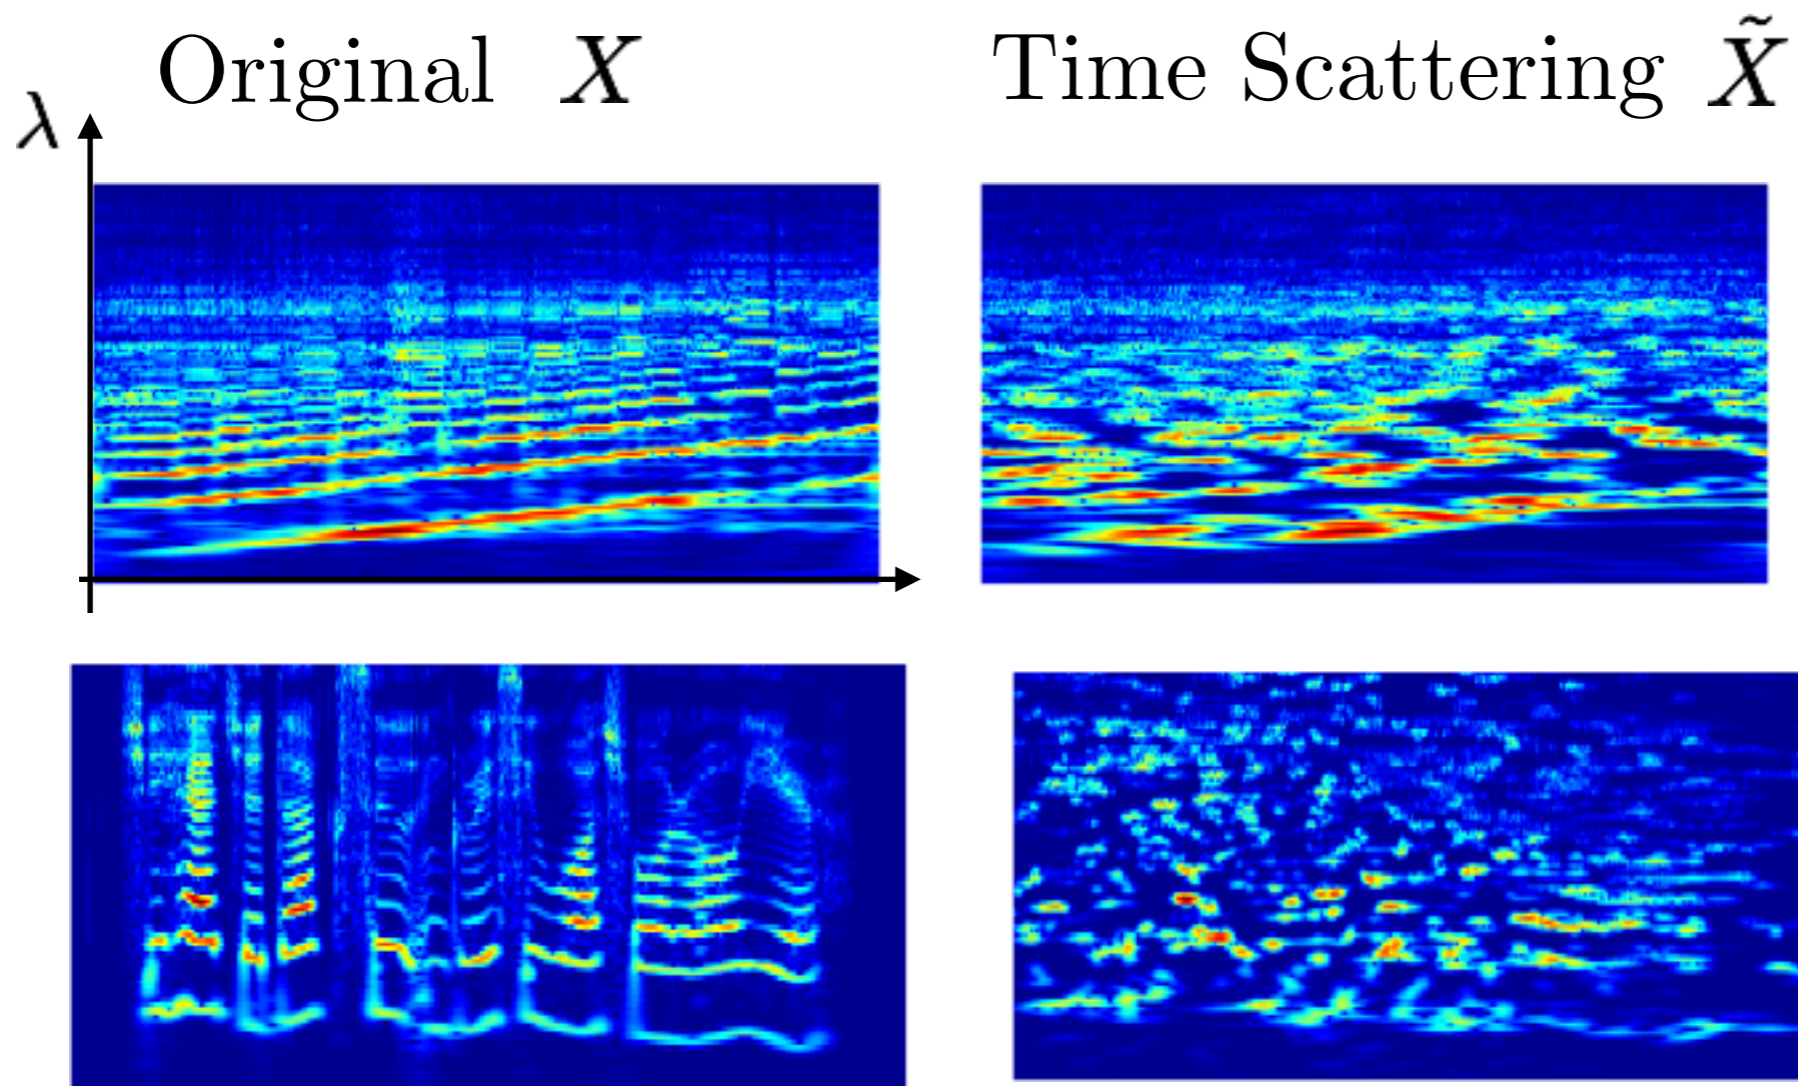 Original X
Time Scattering X̃
λ